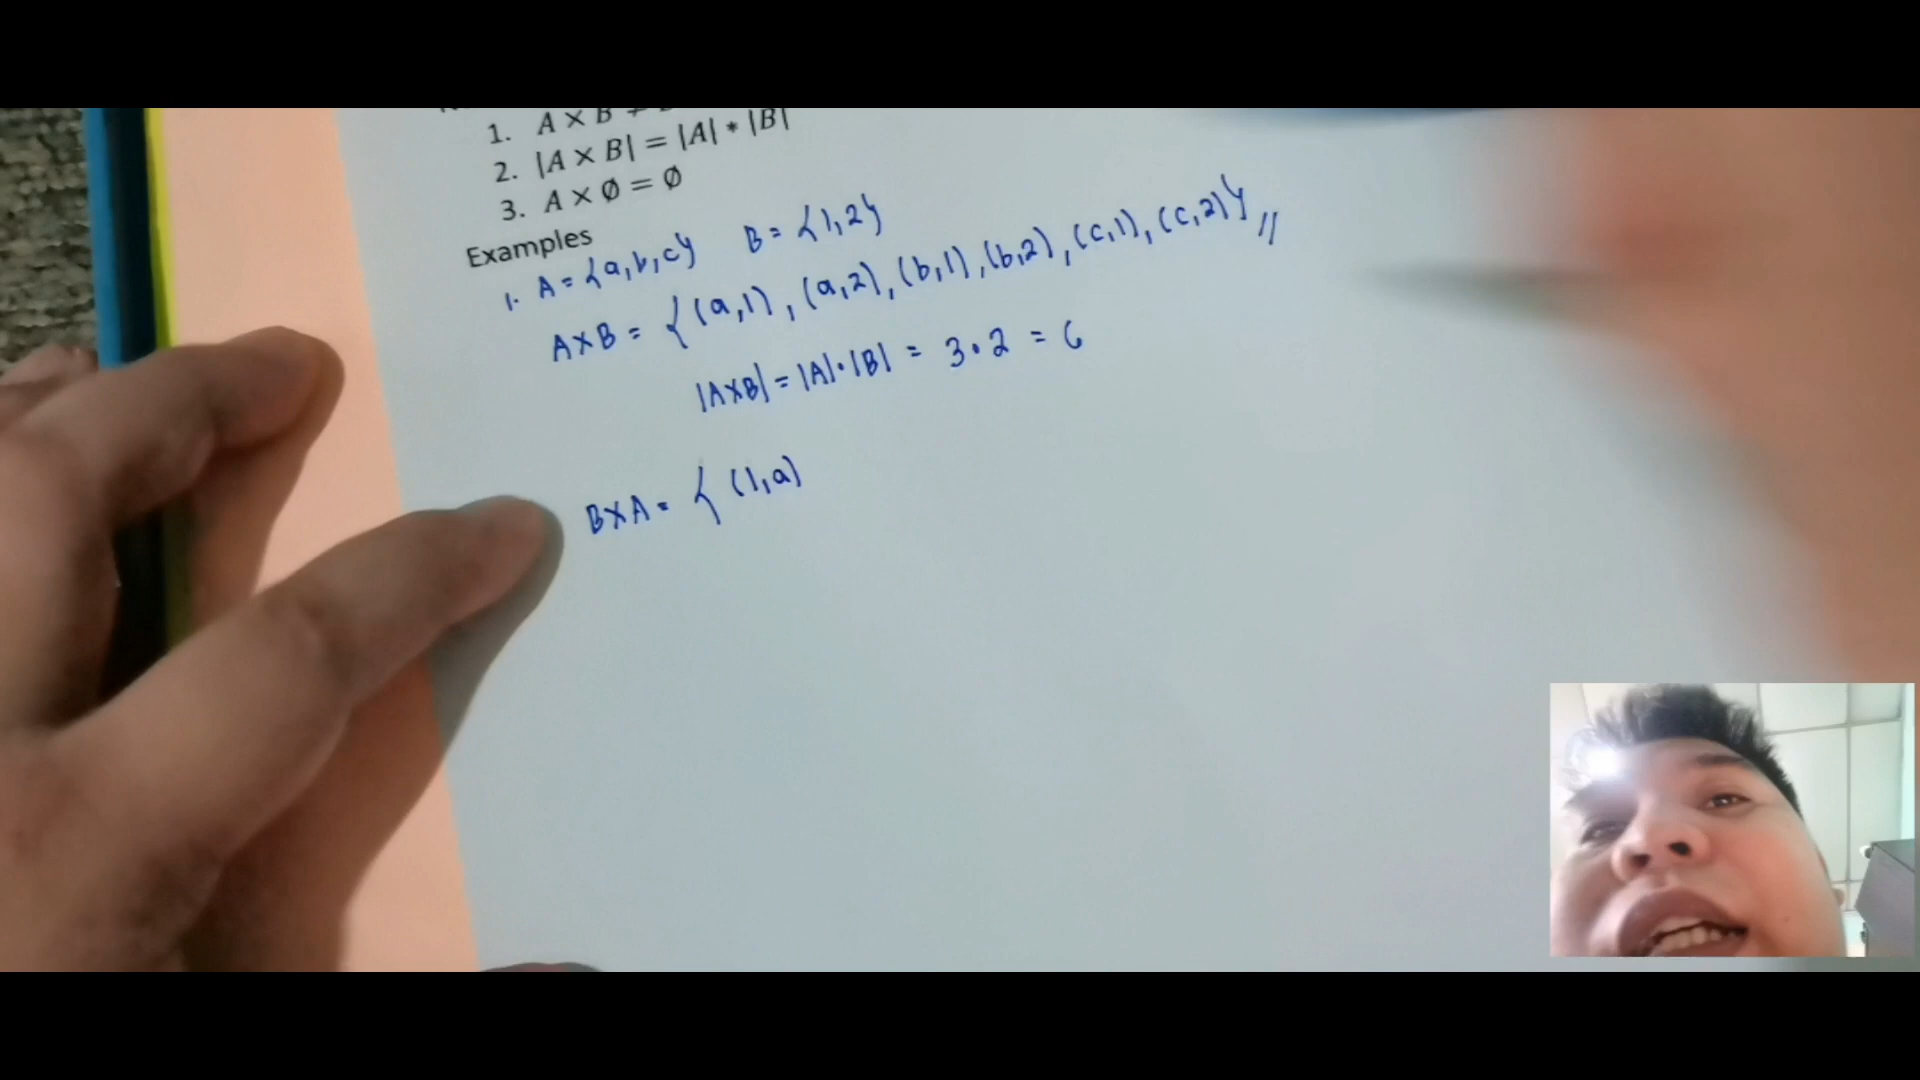 1. A × B ≠
2. |A × B| = |A| * |B|
3. A × ∅ = ∅
Examples
1. A = {a,b,c} B = {1,2}
A×B = {(a,1), (a,2), (b,1), (b,2), (c,1), (c,2)} //
|A×B| = |A|·|B| = 3·2 = 6
B×A = { (1,a)